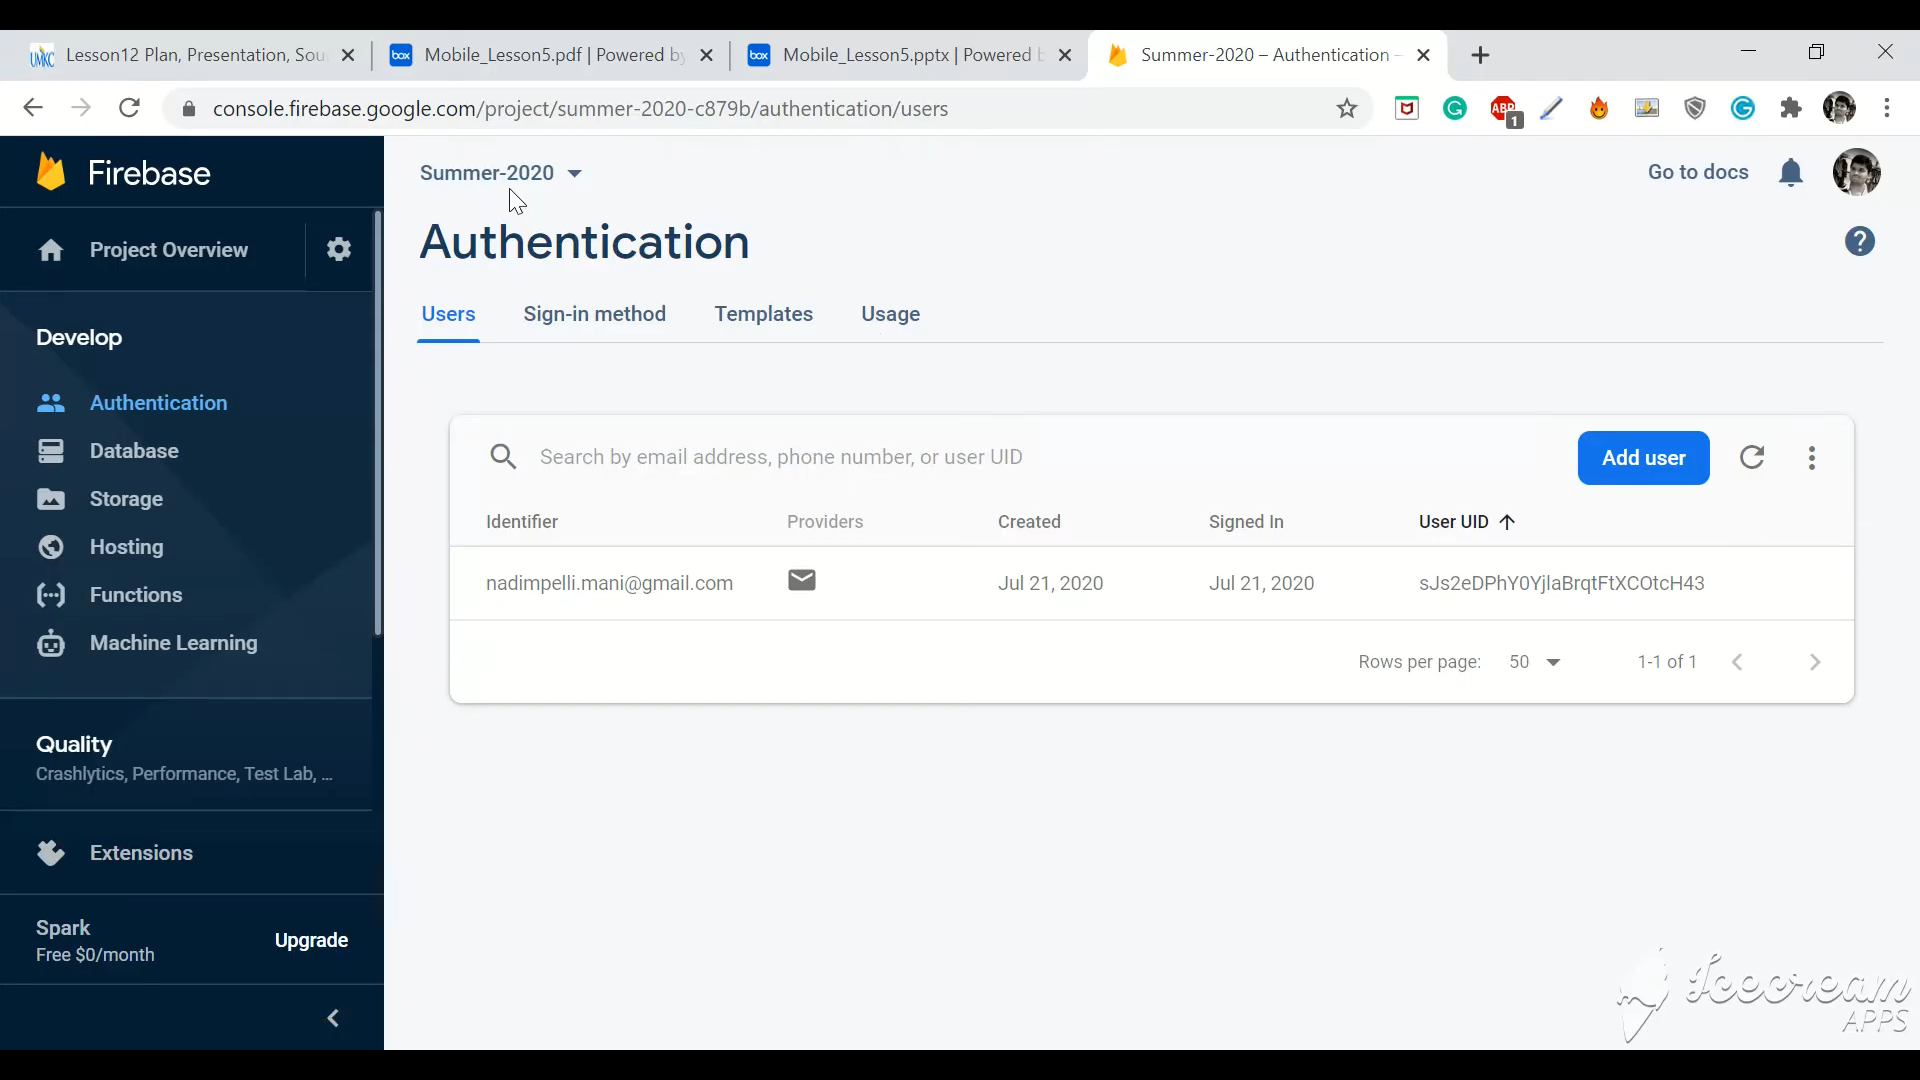 Lesson12 Plan, Presentation, Sou
Mobile_Lesson5.pdf | Powered by
Mobile_Lesson5.pptx | Powered b
Summer-2020 – Authentication –
console.firebase.google.com/project/summer-2020-c879b/authentication/users
ABP
1
Firebase
Summer-2020
Go to docs
Authentication
Project Overview
Users
Sign-in method
Templates
Usage
Develop
Authentication
Database
Storage
Hosting
Functions
Machine Learning
Search by email address, phone number, or user UID
Add user
Identifier
Providers
Created
Signed In
User UID
nadimpelli.mani@gmail.com
Jul 21, 2020
Jul 21, 2020
sJs2eDPhY0YjlaBrqtFtXCOtcH43
Rows per page:
50
1-1 of 1
Quality
Crashlytics, Performance, Test Lab, ...
Extensions
Spark
Free $0/month
Upgrade
Icecream
APPS
UMKC
box
box